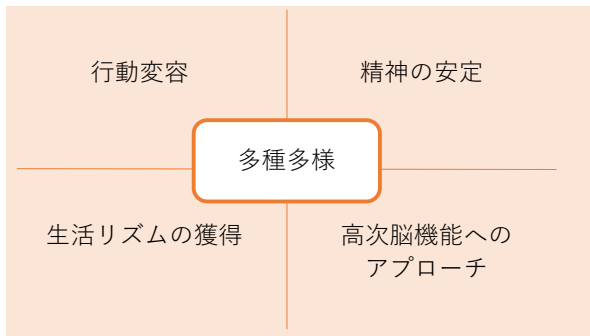 行動変容
精神の安定
多種多様
生活リズムの獲得
高次脳機能への
アプローチ